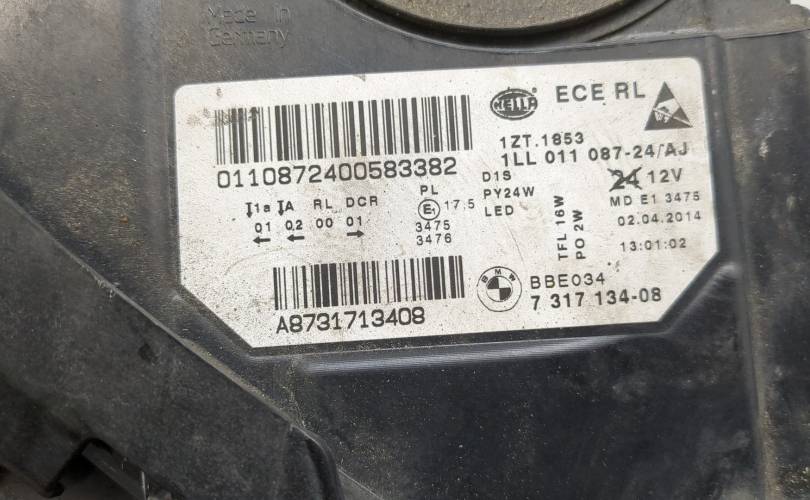 Made in
Germany
HELLA
ECE RL
1ZT.1853
0110872400583382
1LL 011 087-24/AJ
D1S
24 12V
PL
PY24W
1a A RL DCR
E1 17.5
LED
MD E1 3475
01 02 00 01
3475
TFL 16W
PO 2W
02.04.2014
3476
13:01:02
BMW
BBE034
A8731713408
7 317 134-08